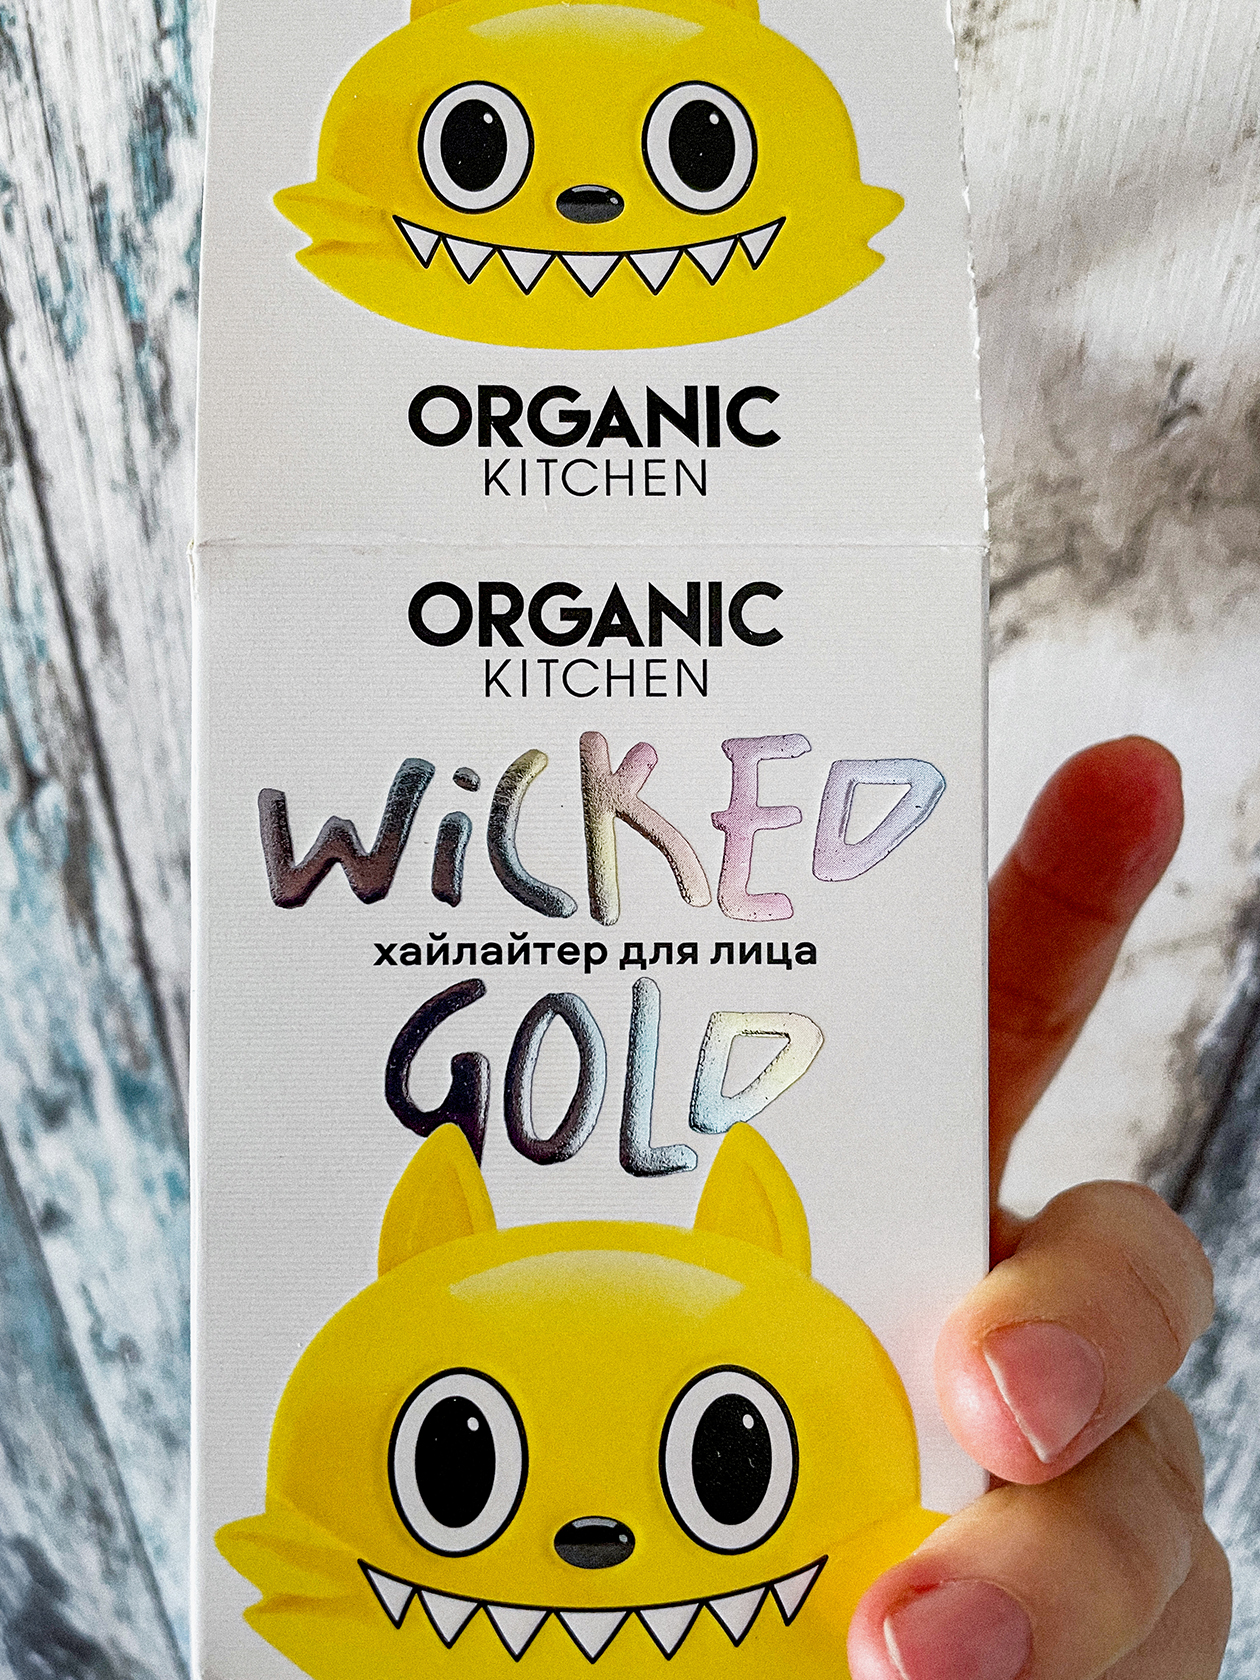 ORGANIC
KITCHEN
ORGANIC
KITCHEN
WiCKED
хайлайтер для лица
GOLD